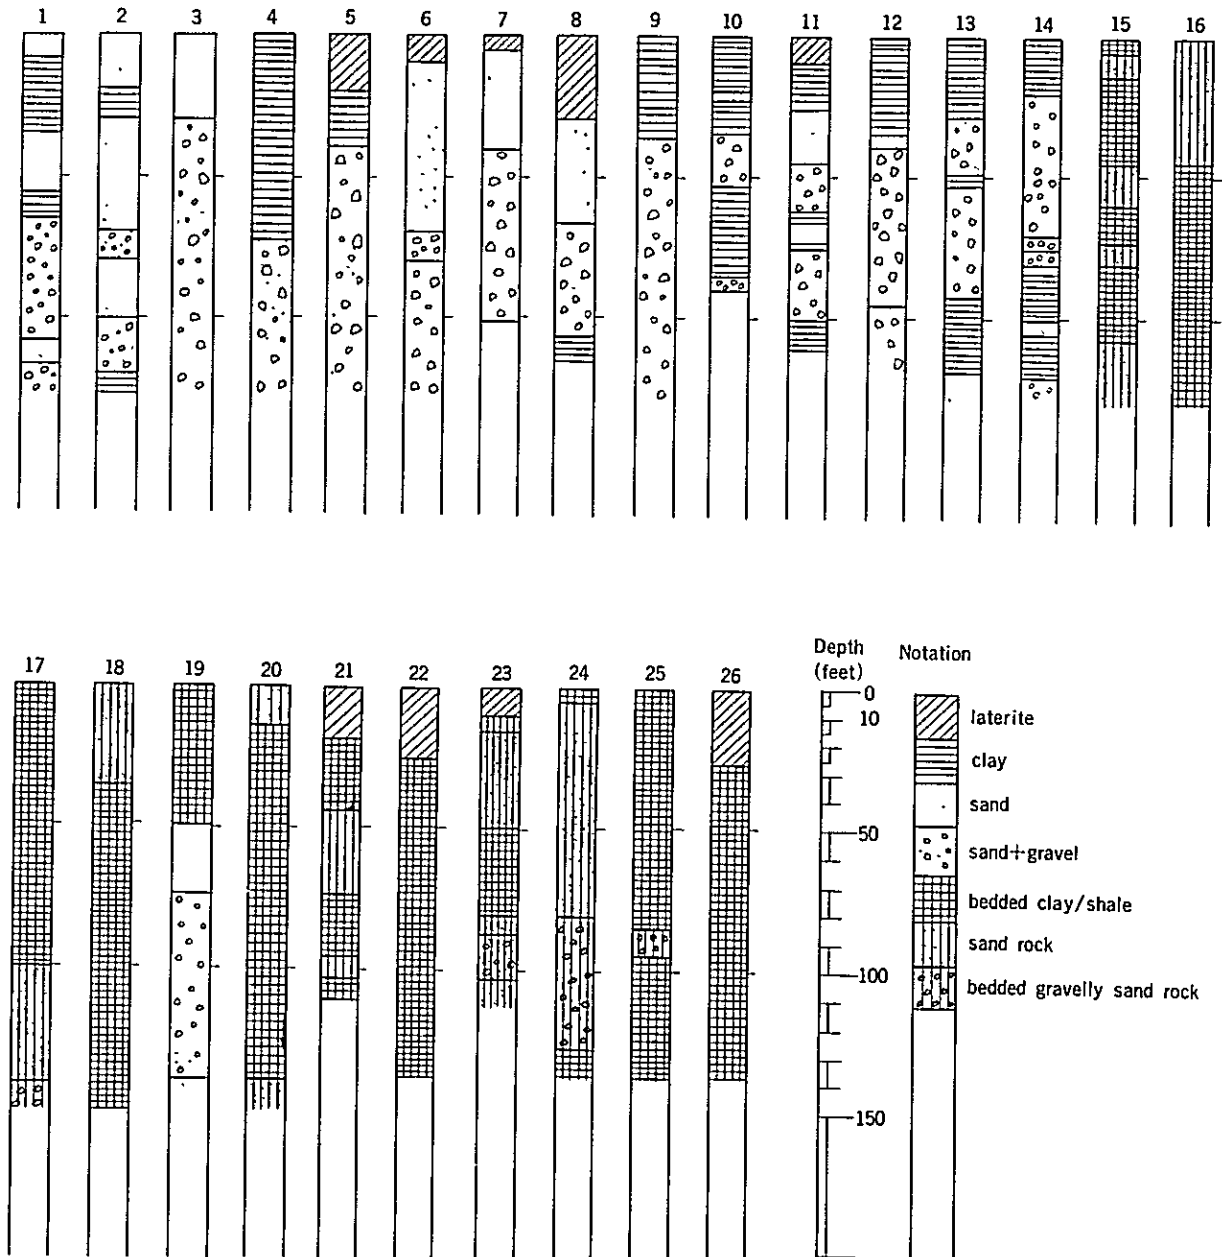 1 2 3 4 5 6 7 8 9 10 11 12 13 14 15 16
17 18 19 20 21 22 23 24 25 26
Depth
(feet)
Notation
0
10
50
100
150
laterite
clay
sand
sand+gravel
bedded clay/shale
sand rock
bedded gravelly sand rock